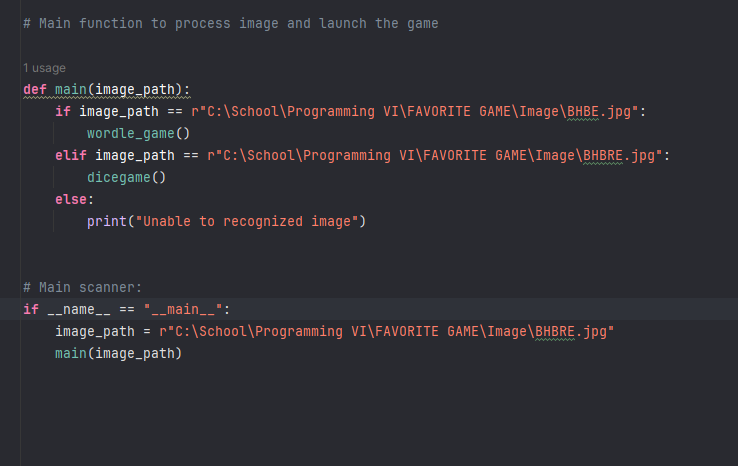 # Main function to process image and launch the game
1 usage
def main(image_path):
if image_path == r"C:\School\Programming VI\FAVORITE GAME\Image\BHBE.jpg":
wordle_game()
elif image_path == r"C:\School\Programming VI\FAVORITE GAME\Image\BHBRE.jpg":
dicegame()
else:
print("Unable to recognized image")
# Main scanner:
if __name__ == "__main__":
image_path = r"C:\School\Programming VI\FAVORITE GAME\Image\BHBRE.jpg"
main(image_path)